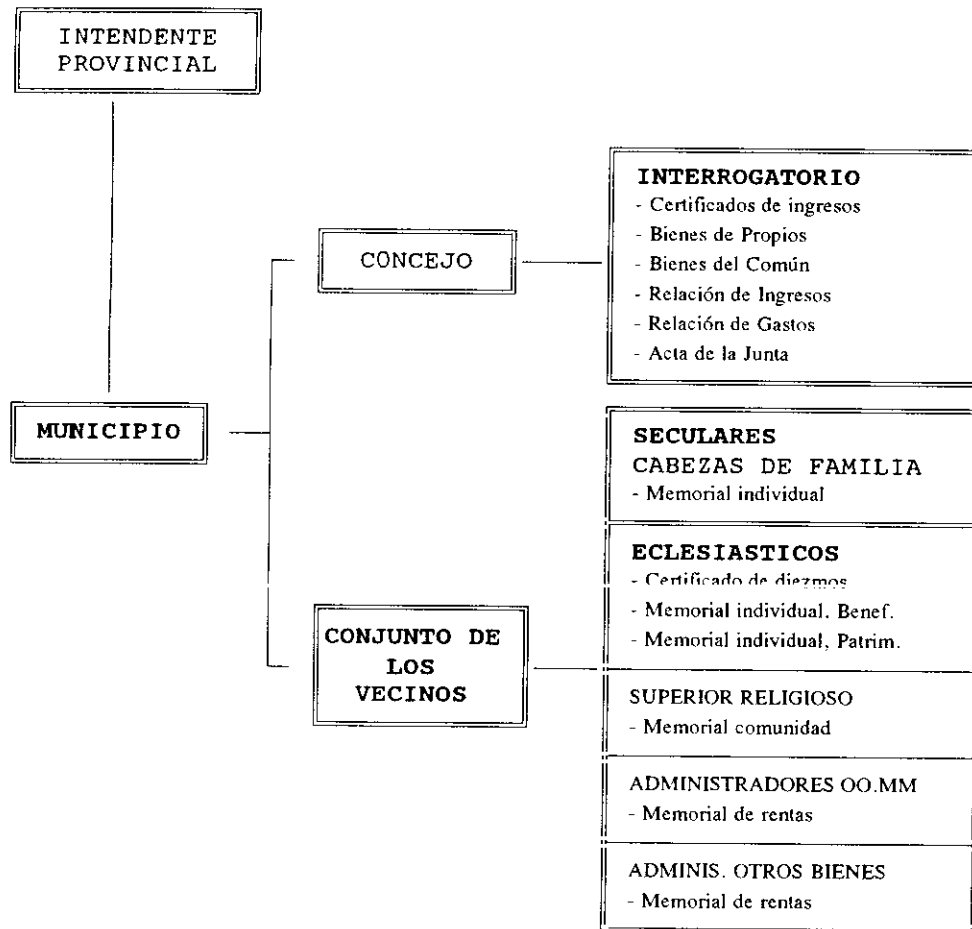 INTENDENTE
PROVINCIAL
INTERROGATORIO
- Certificados de ingresos
- Bienes de Propios
- Bienes del Común
- Relación de Ingresos
- Relación de Gastos
- Acta de la Junta
CONCEJO
MUNICIPIO
SECULARES
CABEZAS DE FAMILIA
- Memorial individual
ECLESIASTICOS
- Certificado de diezmos
- Memorial individual, Benef.
- Memorial individual, Patrim.
CONJUNTO DE
LOS
VECINOS
SUPERIOR RELIGIOSO
- Memorial comunidad
ADMINISTRADORES OO.MM
- Memorial de rentas
ADMINIS. OTROS BIENES
- Memorial de rentas